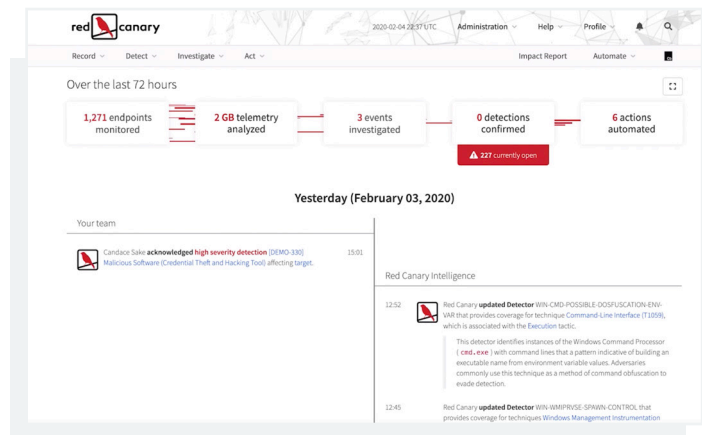 red canary
2020-02-04 22:37 UTC
Administration
Help
Profile
Record
Detect
Investigate
Act
Impact Report
Automate
Over the last 72 hours
1,271 endpoints
monitored
2 GB telemetry
analyzed
3 events
investigated
0 detections
confirmed
6 actions
automated
227 currently open
Yesterday (February 03, 2020)
Your team
Candace Sake acknowledged high severity detection [DEMO-330]
Malicious Software (Credential Theft and Hacking Tool) affecting target.
15:01
Red Canary Intelligence
12:52
Red Canary updated Detector WIN-CMD-POSSIBLE-DOSFUSCATION-ENV-
VAR that provides coverage for technique Command-Line Interface (T1059),
which is associated with the Execution tactic.
This detector identifies instances of the Windows Command Processor
( cmd.exe ) with command lines that a pattern indicative of building an
executable name from environment variable values. Adversaries
commonly use this technique as a method of command obfuscation to
evade detection.
12:45
Red Canary updated Detector WIN-WMIPRVSE-SPAWN-CONTROL that
provides coverage for techniques Windows Management Instrumentation